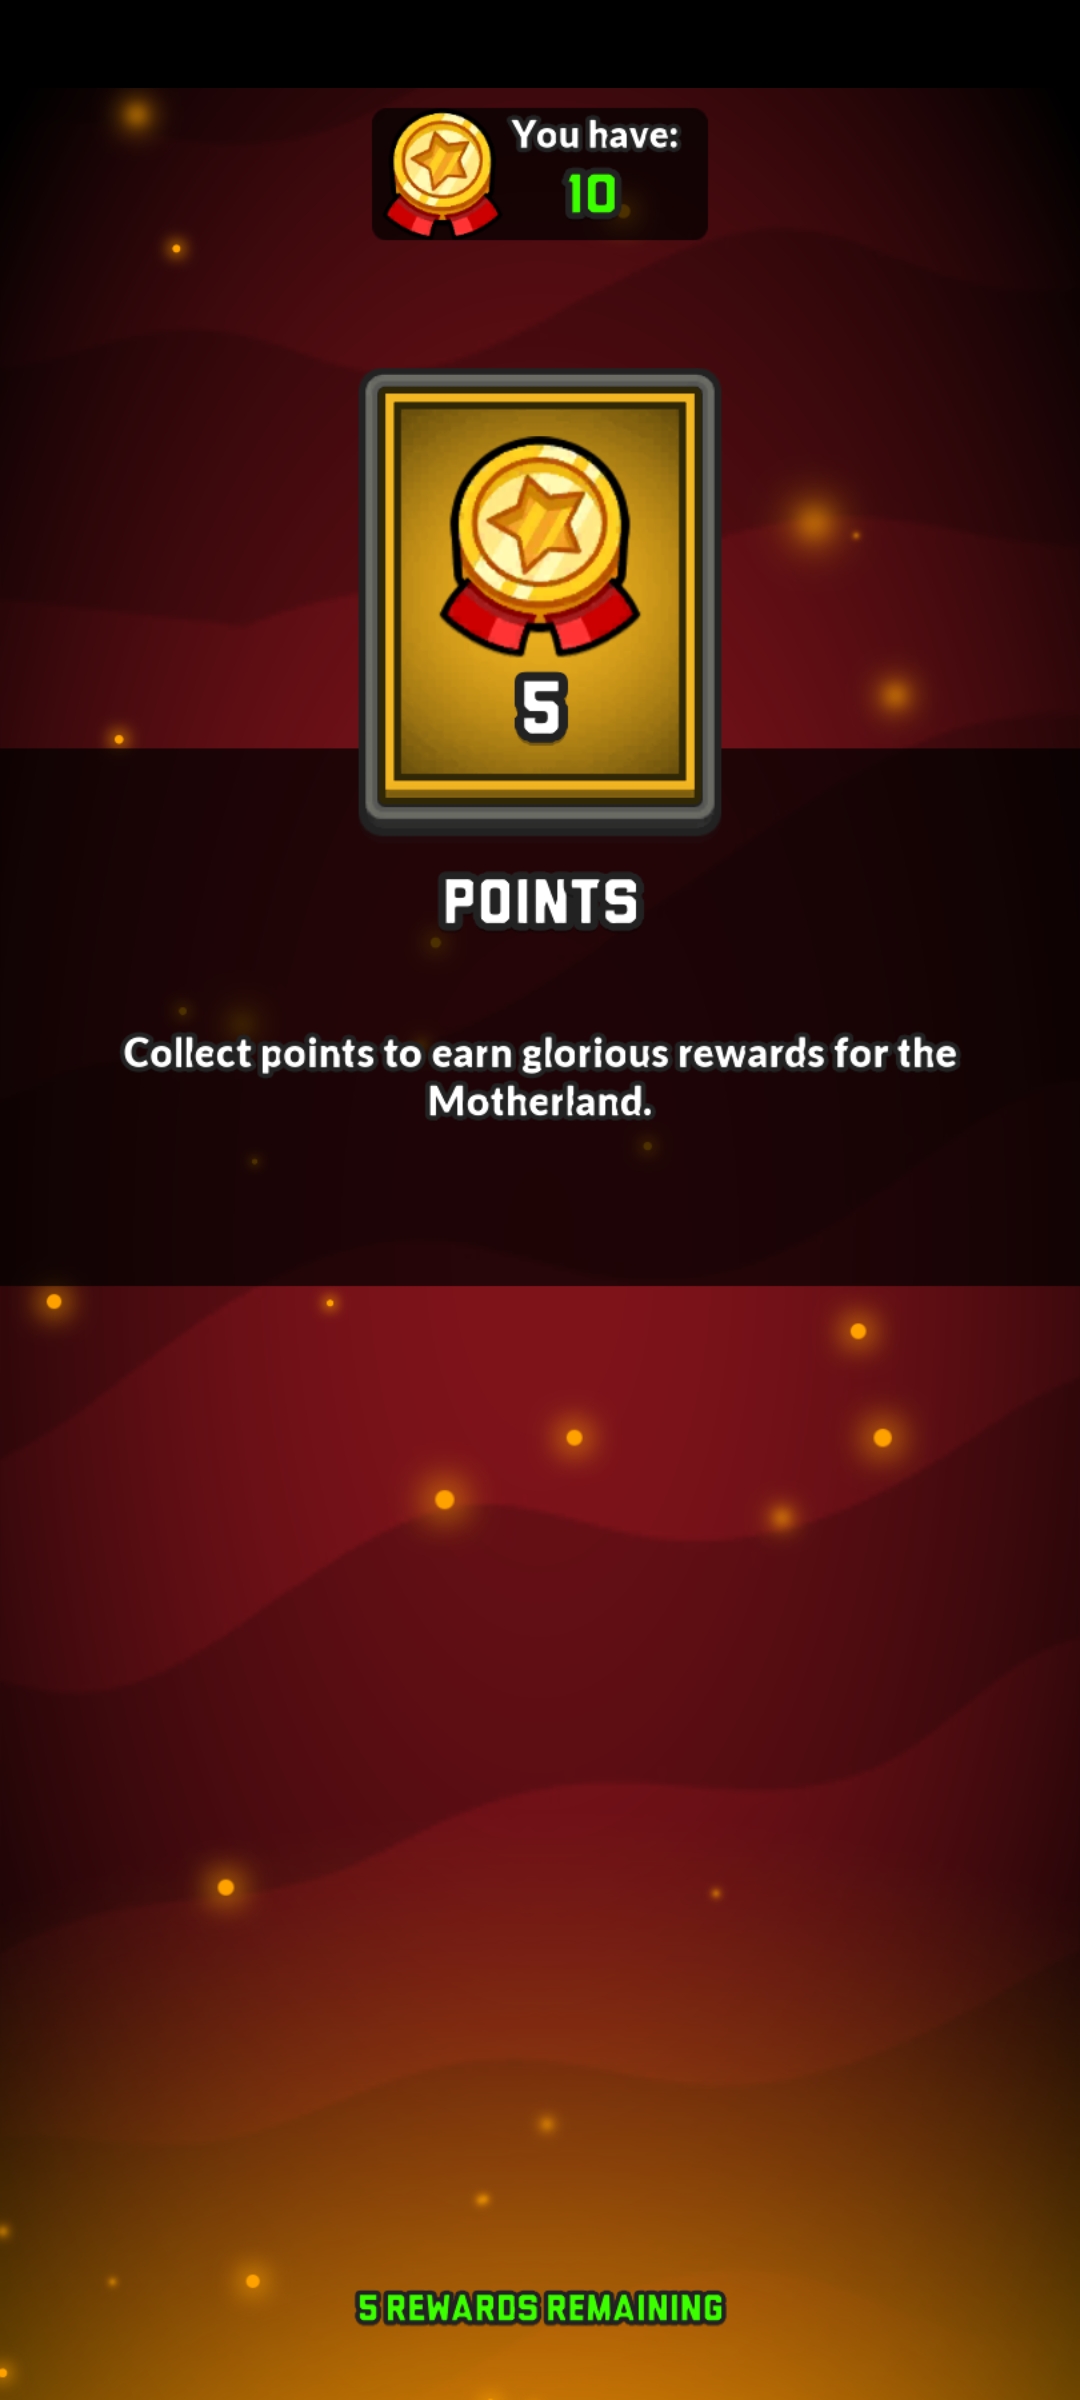 You have:
10
5
POINTS
Collect points to earn glorious rewards for the
Motherland.
5 REWARDS REMAINING